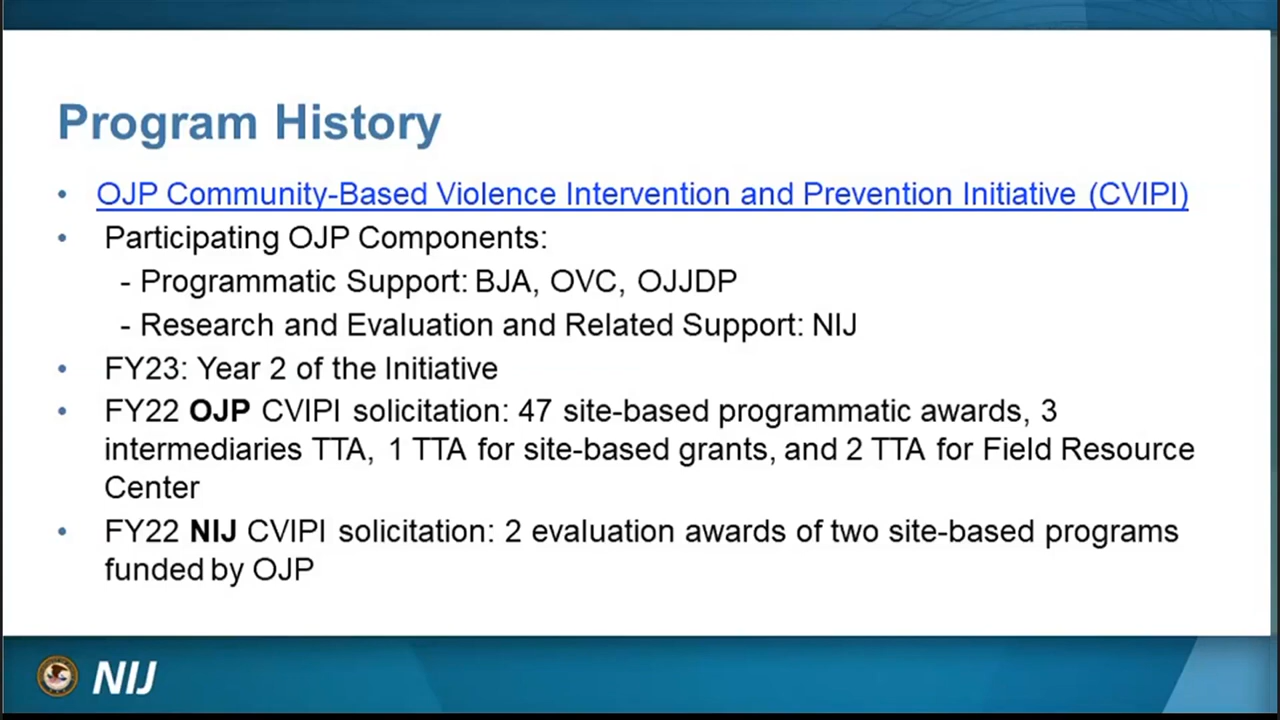 Program History
• OJP Community-Based Violence Intervention and Prevention Initiative (CVIPI)
• Participating OJP Components:
- Programmatic Support: BJA, OVC, OJJDP
- Research and Evaluation and Related Support: NIJ
• FY23: Year 2 of the Initiative
• FY22 OJP CVIPI solicitation: 47 site-based programmatic awards, 3
intermediaries TTA, 1 TTA for site-based grants, and 2 TTA for Field Resource
Center
• FY22 NIJ CVIPI solicitation: 2 evaluation awards of two site-based programs
funded by OJP
NIJ